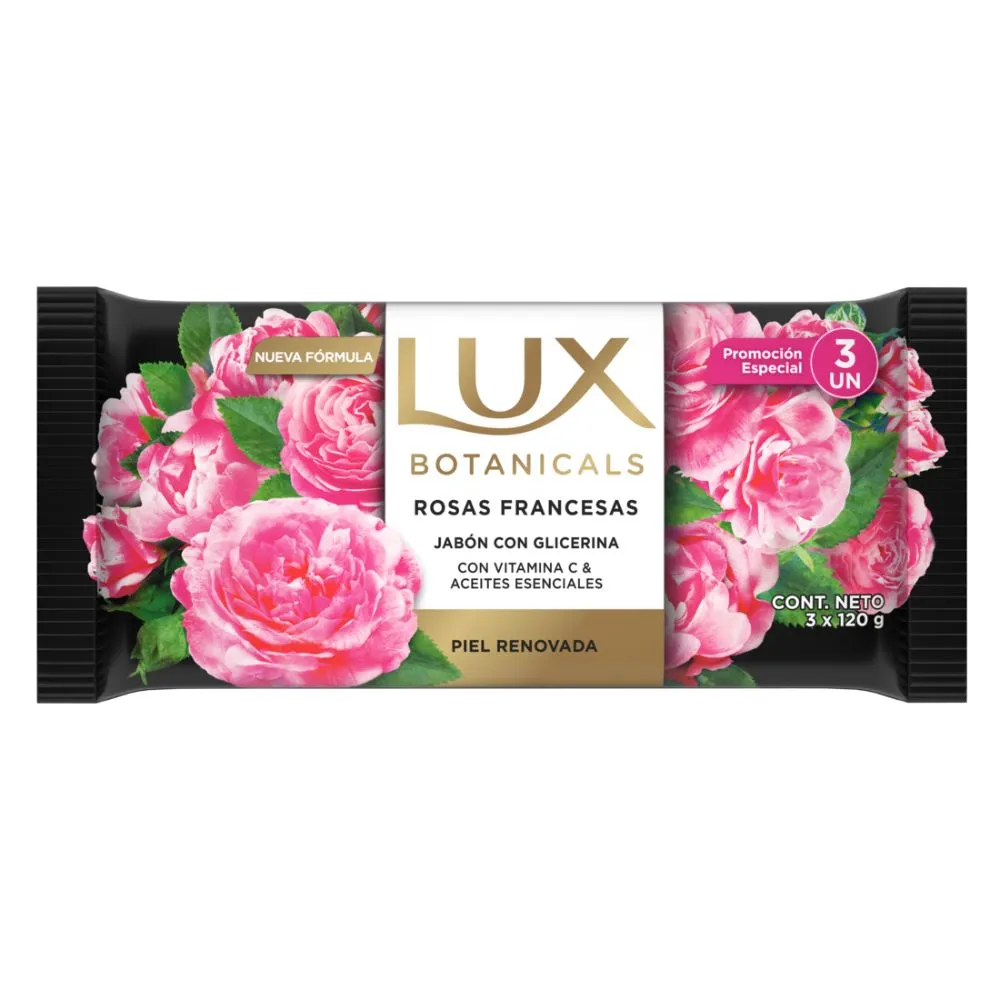 NUEVA FÓRMULA
LUX
BOTANICALS
ROSAS FRANCESAS
JABÓN CON GLICERINA
CON VITAMINA C &
ACEITES ESENCIALES
PIEL RENOVADA
Promoción
Especial
3
UN
CONT. NETO
3 x 120 g